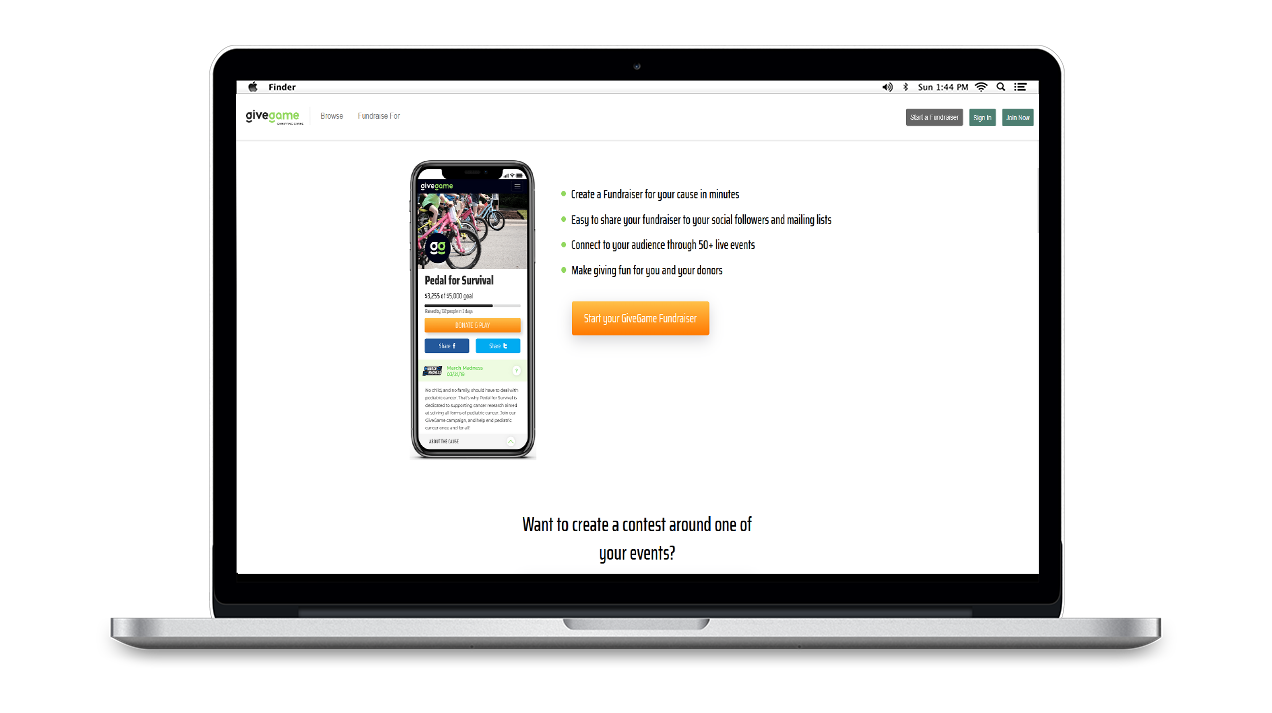 Finder
Sun 1:44 PM
givegame
Browse
Fundraise For
Start a Fundraiser
Sign In
Join Now
givegame
gg
Pedal for Survival
$3,255 of $5,000 goal
DONATE & PLAY
Share f
Share
March Madness
No child, and no family, should have to deal with
pediatric cancer. That's why Pedal for Survival is
dedicated to supporting cancer research aimed
at solving all forms of pediatric cancer. Join our
GiveGame campaign, and help end pediatric
cancer once and for all!
ABOUT THE CAUSE
Create a Fundraiser for your cause in minutes
Easy to share your fundraiser to your social followers and mailing lists
Connect to your audience through 50+ live events
Make giving fun for you and your donors
Start your GiveGame Fundraiser
Want to create a contest around one of
your events?